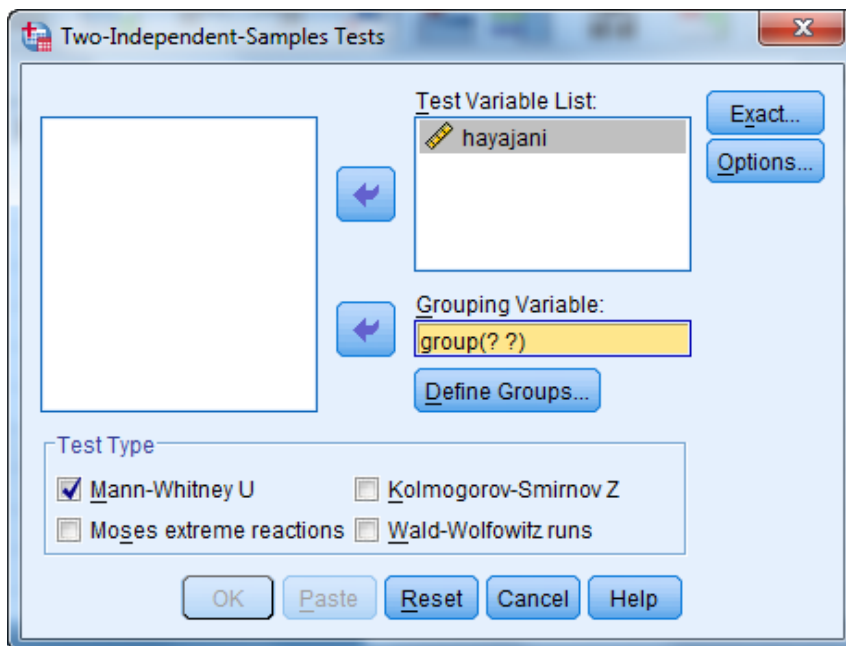 Two-Independent-Samples Tests
Test Variable List:
hayajani
Exact...
Options...
Grouping Variable:
group(? ?)
Define Groups...
Test Type
Mann-Whitney U
Kolmogorov-Smirnov Z
Moses extreme reactions
Wald-Wolfowitz runs
OK
Paste
Reset
Cancel
Help